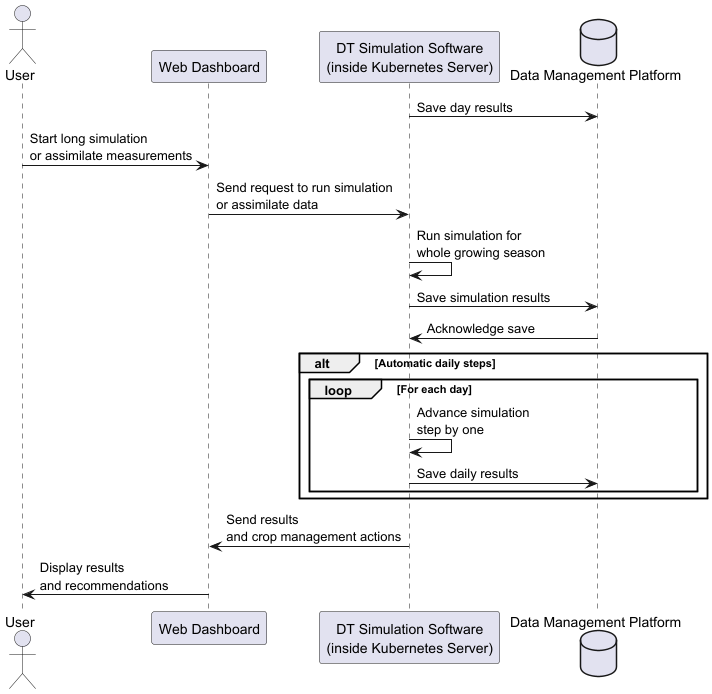 User
Web Dashboard
DT Simulation Software
(inside Kubernetes Server)
Data Management Platform
Save day results
Start long simulation
or assimilate measurements
Send request to run simulation
or assimilate data
Run simulation for
whole growing season
Save simulation results
Acknowledge save
alt [Automatic daily steps]
loop [For each day]
Advance simulation
step by one
Save daily results
Send results
and crop management actions
Display results
and recommendations
User
Web Dashboard
DT Simulation Software
(inside Kubernetes Server)
Data Management Platform